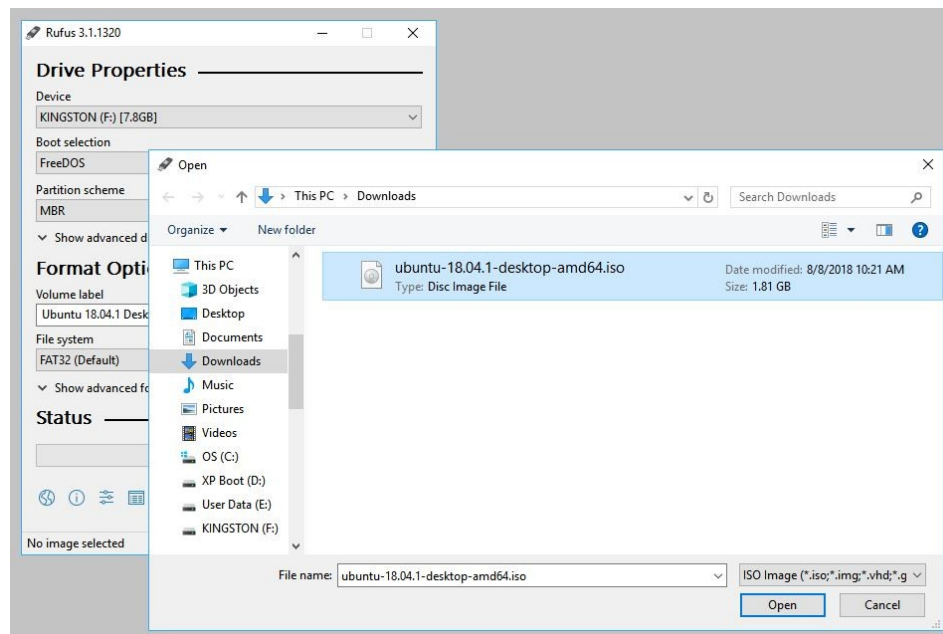 Rufus 3.1.1320
Drive Properties
Device
KINGSTON (F:) [7.8GB]
Boot selection
FreeDOS
Partition scheme
MBR
Show advanced d
Format Opti
Volume label
Ubuntu 18.04.1 Desk
File system
FAT32 (Default)
Show advanced fo
Status
No image selected
Open
This PC > Downloads
Search Downloads
Organize
New folder
This PC
3D Objects
Desktop
Documents
Downloads
Music
Pictures
Videos
OS (C:)
XP Boot (D:)
User Data (E:)
KINGSTON (F:)
ubuntu-18.04.1-desktop-amd64.iso
Type: Disc Image File
Date modified: 8/8/2018 10:21 AM
Size: 1.81 GB
File name: ubuntu-18.04.1-desktop-amd64.iso
ISO Image (*.iso;*.img;*.vhd;*.g
Open
Cancel